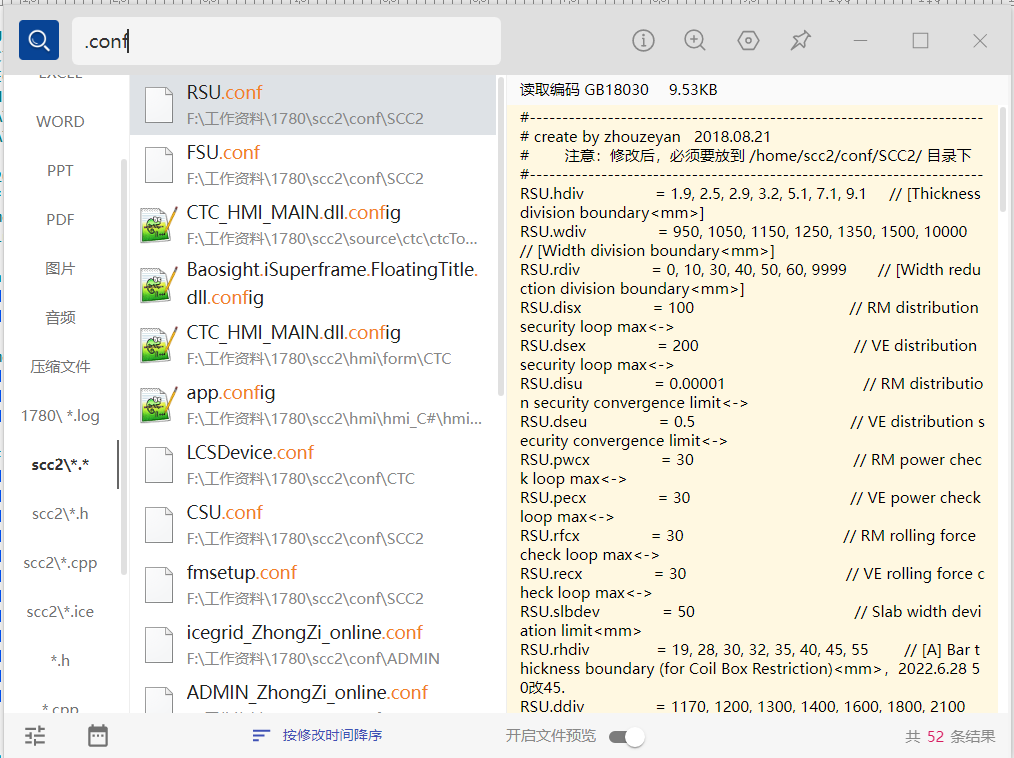 .conf
EXCEL
WORD
PPT
PDF
图片
音频
压缩文件
1780\ *.log
scc2\*.*
scc2\*.h
scc2\*.cpp
scc2\*.ice
*.h
*.cpp
RSU.conf
F:\工作资料\1780\scc2\conf\SCC2
FSU.conf
F:\工作资料\1780\scc2\conf\SCC2
CTC_HMI_MAIN.dll.config
F:\工作资料\1780\scc2\source\ctc\ctcTo...
Baosight.iSuperframe.FloatingTitle.
dll.config
CTC_HMI_MAIN.dll.config
F:\工作资料\1780\scc2\hmi\form\CTC
app.config
F:\工作资料\1780\scc2\hmi\hmi_C#\hmi...
LCSDevice.conf
F:\工作资料\1780\scc2\conf\CTC
CSU.conf
F:\工作资料\1780\scc2\conf\SCC2
fmsetup.conf
F:\工作资料\1780\scc2\conf\SCC2
icegrid_ZhongZi_online.conf
F:\工作资料\1780\scc2\conf\ADMIN
ADMIN_ZhongZi_online.conf
读取编码 GB18030 9.53KB
#------------------------------------------------------------------
# create by zhouzeyan 2018.08.21
# 注意：修改后，必须要放到 /home/scc2/conf/SCC2/ 目录下
#------------------------------------------------------------------
RSU.hdiv = 1.9, 2.5, 2.9, 3.2, 5.1, 7.1, 9.1 // [Thickness
division boundary<mm>]
RSU.wdiv = 950, 1050, 1150, 1250, 1350, 1500, 10000
// [Width division boundary<mm>]
RSU.rdiv = 0, 10, 30, 40, 50, 60, 9999 // [Width redu
ction division boundary<mm>]
RSU.disx = 100 // RM distribution
security loop max<->
RSU.dsex = 200 // VE distribution
security loop max<->
RSU.disu = 0.00001 // RM distributio
n security convergence limit<->
RSU.dseu = 0.5 // VE distribution s
ecurity convergence limit<->
RSU.pwcx = 30 // RM power chec
k loop max<->
RSU.pecx = 30 // VE power check
loop max<->
RSU.rfcx = 30 // RM rolling force
check loop max<->
RSU.recx = 30 // VE rolling force c
heck loop max<->
RSU.slbdev = 50 // Slab width devi
ation limit<mm>
RSU.rhdiv = 19, 28, 30, 32, 35, 40, 45, 55 // [A] Bar t
hickness boundary (for Coil Box Restriction)<mm>，2022.6.28 5
0改45.
RSU.ddiv = 1170, 1200, 1300, 1400, 1600, 1800, 2100
按修改时间降序
开启文件预览
共 52 条结果